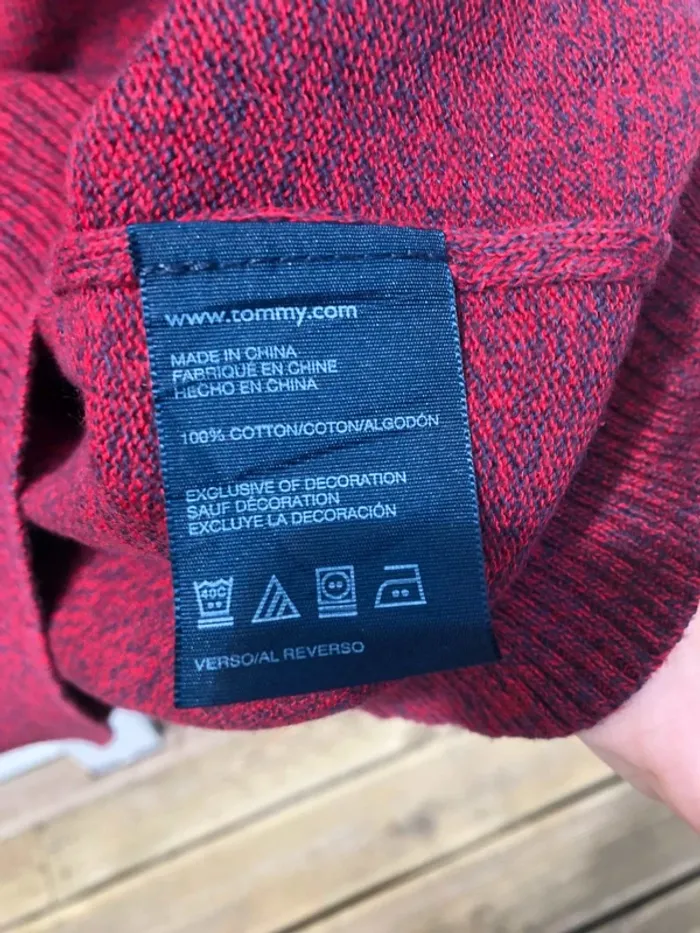 www.tommy.com
MADE IN CHINA
FABRIQUÉ EN CHINE
HECHO EN CHINA
100% COTTON/COTON/ALGODÓN
EXCLUSIVE OF DECORATION
SAUF DÉCORATION
EXCLUYE LA DECORACIÓN
40C
VERSO/AL REVERSO